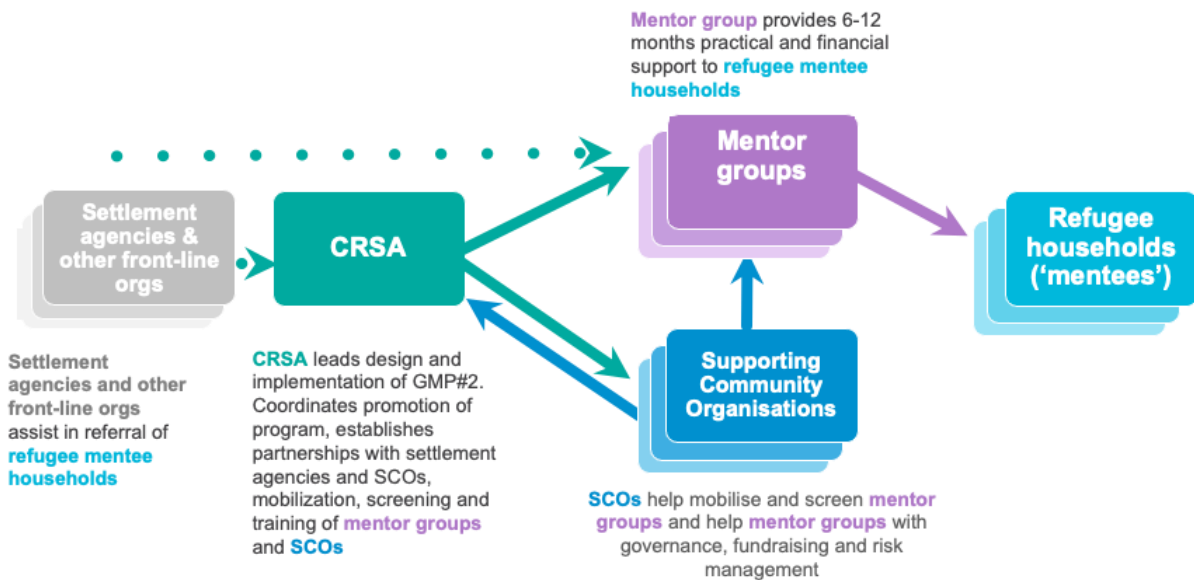 Mentor group provides 6-12
months practical and financial
support to refugee mentee
households
Mentor
groups
Settlement
agencies &
other front-line
orgs
CRSA
Refugee
households
(‘mentees’)
Supporting
Community
Organisations
Settlement
agencies and other
front-line orgs
assist in referral of
refugee mentee
households
CRSA leads design and
implementation of GMP#2.
Coordinates promotion of
program, establishes
partnerships with settlement
agencies and SCOs,
mobilization, screening and
training of mentor groups
and SCOs
SCOs help mobilise and screen mentor
groups and help mentor groups with
governance, fundraising and risk
management